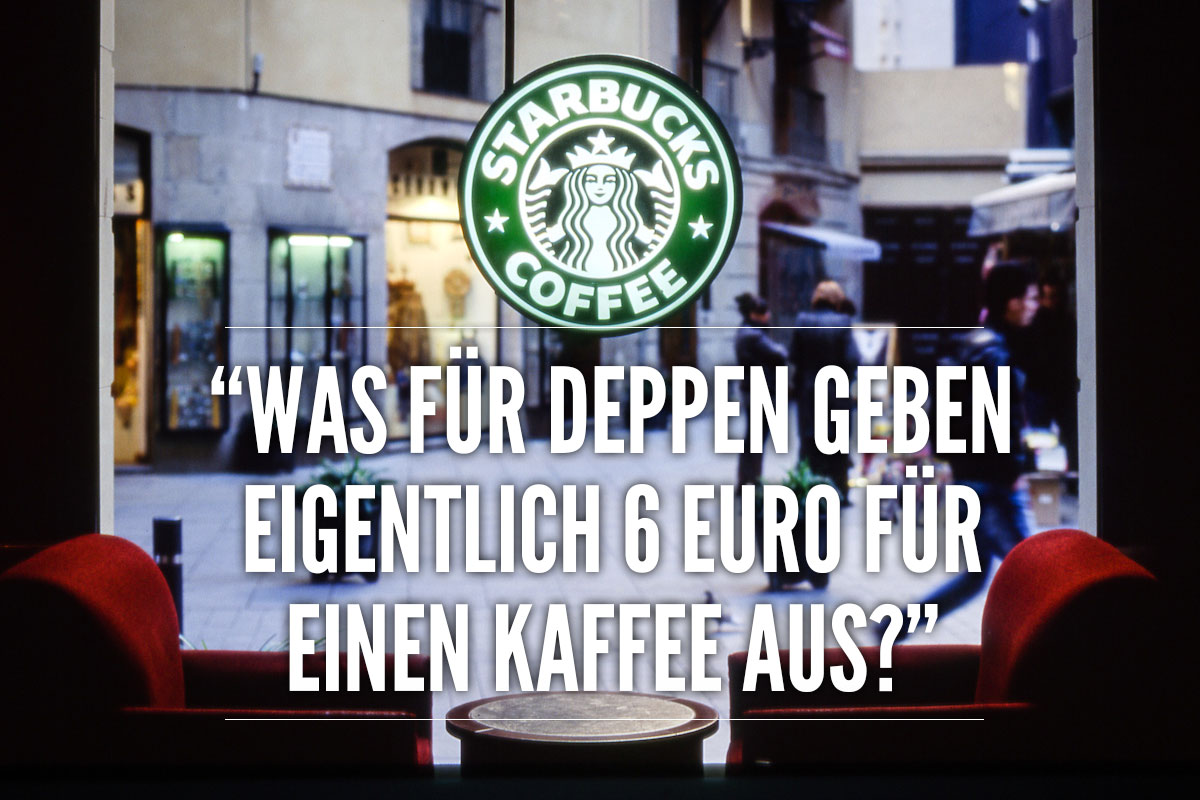 STARBUCKS
COFFEE
“WAS FÜR DEPPEN GEBEN
EIGENTLICH 6 EURO FÜR
EINEN KAFFEE AUS?”